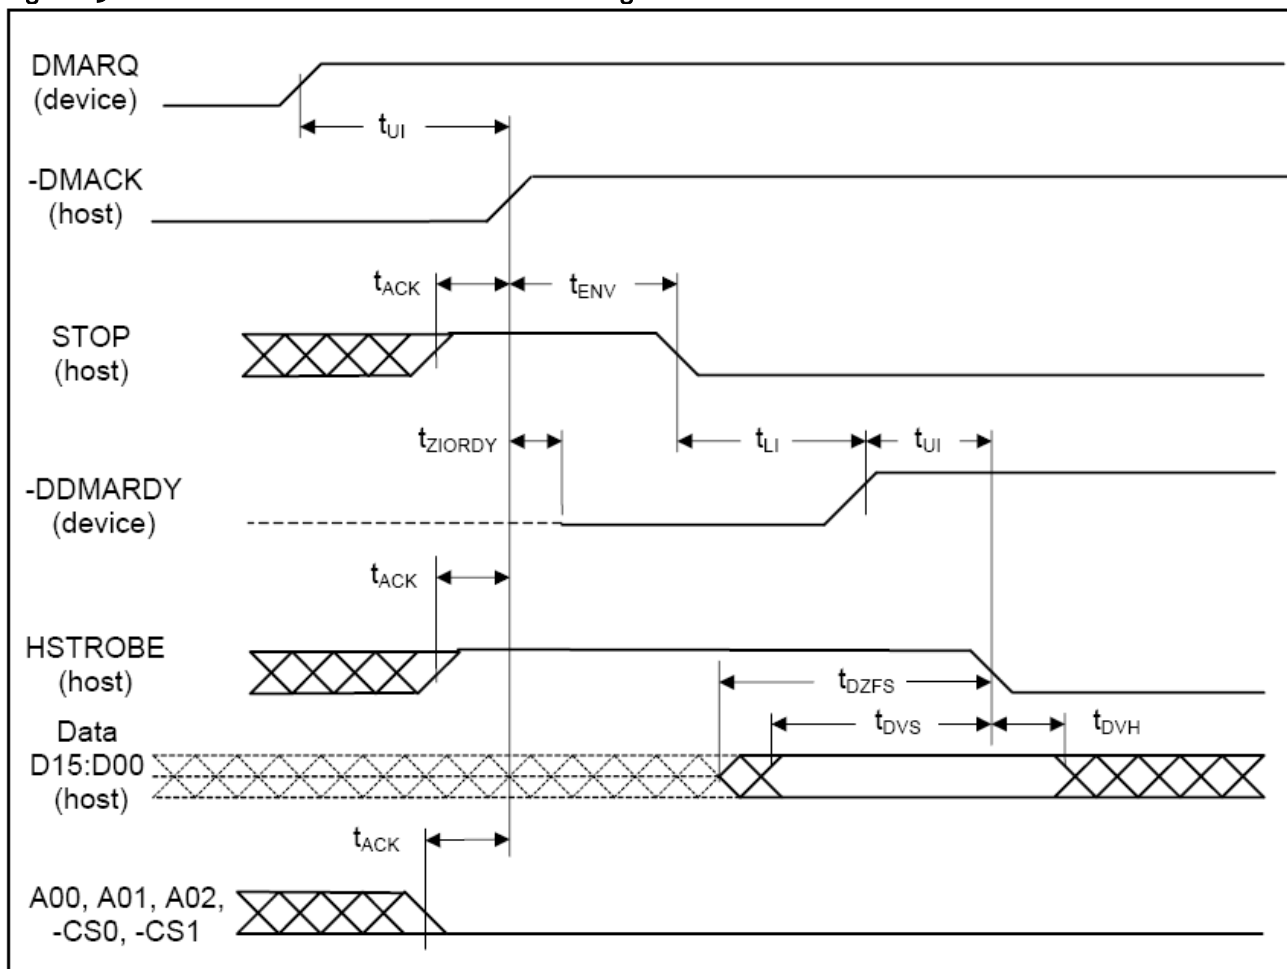 DMARQ
(device)
tUI
-DMACK
(host)
tACK
tENV
STOP
(host)
tZIORDY
tLI
tUI
-DDMARDY
(device)
tACK
HSTROBE
(host)
tDZFS
Data
tDVS
tDVH
D15:D00
(host)
tACK
A00, A01, A02,
-CS0, -CS1